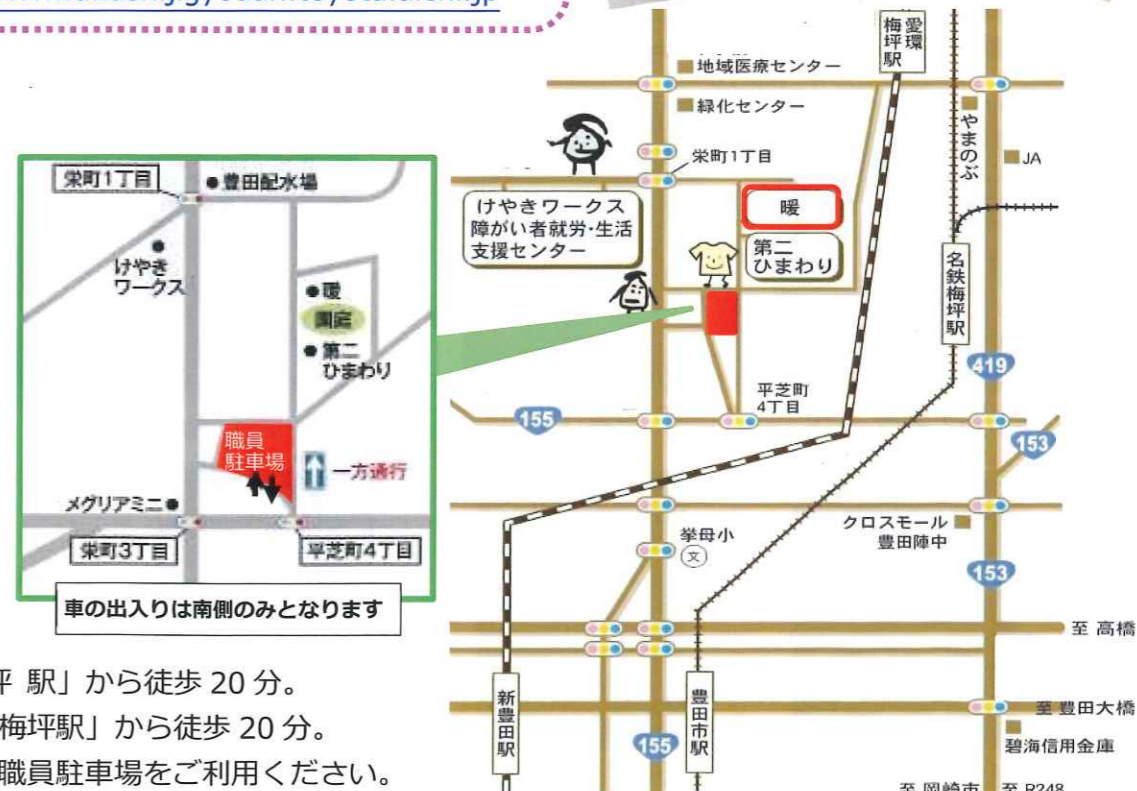 栄町1丁目
豊田配水場
けやき
ワークス
暖
園庭
第二
ひまわり
職員
駐車場
一方通行
メグリアミニ
栄町3丁目
平芝町4丁目
車の出入りは南側のみとなります
駅」から徒歩 20 分。
梅坪駅」から徒歩 20 分。
職員駐車場をご利用ください。
愛環
梅坪駅
地域医療センター
緑化センター
やまのぶ
JA
栄町1丁目
けやきワークス
障がい者就労・生活
支援センター
暖
第二
ひまわり
名鉄梅坪駅
419
平芝町
4丁目
155
153
挙母小
文
クロスモール
豊田陣中
153
至 高橋
新豊田駅
豊田市駅
155
至 豊田大橋
碧海信用金庫
至 岡崎市
至 R248